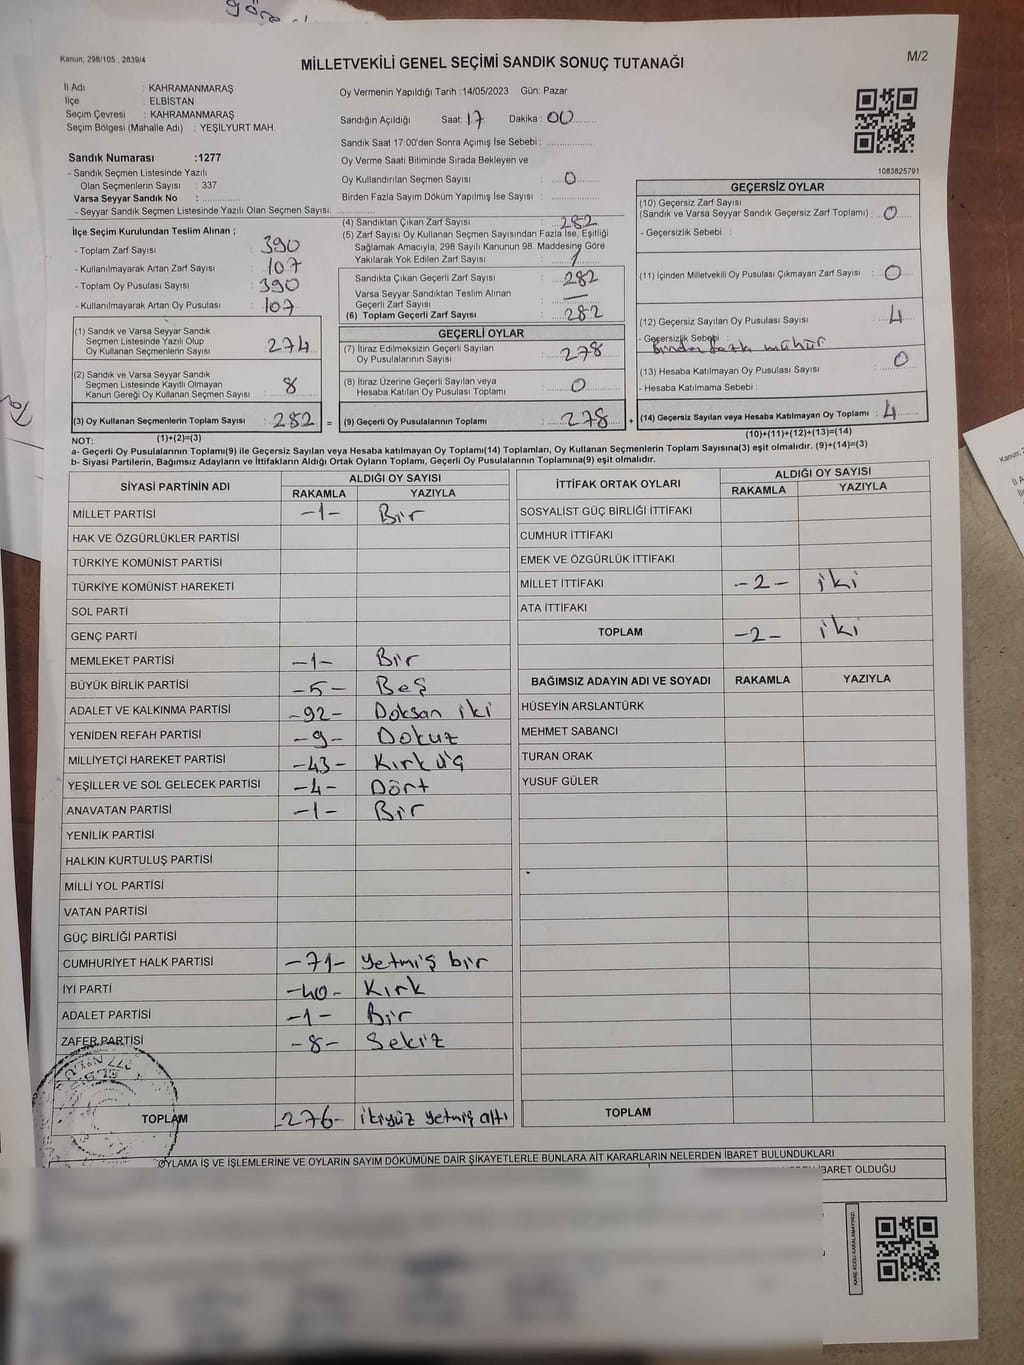 Kanun; 298/105 , 2839/4
MİLLETVEKİLİ GENEL SEÇİMİ SANDIK SONUÇ TUTANAĞI
M/2
İl Adı : KAHRAMANMARAŞ
İlçe : ELBİSTAN
Seçim Çevresi : KAHRAMANMARAŞ
Seçim Bölgesi (Mahalle Adı) : YEŞİLYURT MAH.
Sandık Numarası :1277
- Sandık Seçmen Listesinde Yazılı
Olan Seçmenlerin Sayısı : 337
Varsa Seyyar Sandık No :
- Seyyar Sandık Seçmen Listesinde Yazılı Olan Seçmen Sayısı:
Oy Vermenin Yapıldığı Tarih : 14/05/2023 Gün: Pazar
Sandığın Açıldığı Saat: 17 Dakika : 00
Sandık Saat 17:00'den Sonra Açımış İse Sebebi :
Oy Verme Saati Bitiminde Sırada Bekleyen ve
Oy Kullandırılan Seçmen Sayısı : 0
Birden Fazla Sayım Döküm Yapılmış İse Sayısı :
1083825791
İlçe Seçim Kurulundan Teslim Alınan ;
- Toplam Zarf Sayısı : 390
- Kullanılmayarak Artan Zarf Sayısı : 107
- Toplam Oy Pusulası Sayısı : 390
- Kullanılmayarak Artan Oy Pusulası : 107
(1) Sandık ve Varsa Seyyar Sandık
Seçmen Listesinde Yazılı Olup
Oy Kullanan Seçmenlerin Sayısı : 274
(2) Sandık ve Varsa Seyyar Sandık
Seçmen Listesinde Kayıtlı Olmayan
Kanun Gereği Oy Kullanan Seçmen Sayısı : 8
(3) Oy Kullanan Seçmenlerin Toplam Sayısı : 282 =
(1)+(2)=(3)
(4) Sandıktan Çıkan Zarf Sayısı : 282
(5) Zarf Sayısı Oy Kullanan Seçmen Sayısından Fazla İse, Eşitliği
Sağlamak Amacıyla, 298 Sayılı Kanunun 98. Maddesine Göre
Yakılarak Yok Edilen Zarf Sayısı :
Sandıkta Çıkan Geçerli Zarf Sayısı : 282
Varsa Seyyar Sandıktan Teslim Alınan
Geçerli Zarf Sayısı : —
(6) Toplam Geçerli Zarf Sayısı : 282
GEÇERLİ OYLAR
(7) İtiraz Edilmeksizin Geçerli Sayılan
Oy Pusulalarının Sayısı : 278
(8) İtiraz Üzerine Geçerli Sayılan veya
Hesaba Katılan Oy Pusulası Toplamı : 0
(9) Geçerli Oy Pusulalarının Toplamı : 278 +
GEÇERSİZ OYLAR
(10) Geçersiz Zarf Sayısı
(Sandık ve Varsa Seyyar Sandık Geçersiz Zarf Toplamı) : 0
- Geçersizlik Sebebi :
(11) İçinden Milletvekili Oy Pusulası Çıkmayan Zarf Sayısı : 0
(12) Geçersiz Sayılan Oy Pusulası Sayısı : 4
- Geçersizlik Sebebi
birden fazla mühür
(13) Hesaba Katılmayan Oy Pusulası Sayısı : 0
- Hesaba Katılmama Sebebi :
(14) Geçersiz Sayılan veya Hesaba Katılmayan Oy Toplamı : 4
(10)+(11)+(12)+(13)=(14)
NOT:
a- Geçerli Oy Pusulalarının Toplamı(9) ile Geçersiz Sayılan veya Hesaba katılmayan Oy Toplamı(14) Toplamları, Oy Kullanan Seçmenlerin Toplam Sayısına(3) eşit olmalıdır. (9)+(14)=(3)
b- Siyasi Partilerin, Bağımsız Adayların ve İttifakların Aldığı Ortak Oyların Toplamı, Geçerli Oy Pusulalarının Toplamına(9) eşit olmalıdır.
SİYASİ PARTİNİN ADI ALDIĞI OY SAYISI
RAKAMLA YAZIYLA
MİLLET PARTİSİ -1- Bir
HAK VE ÖZGÜRLÜKLER PARTİSİ
TÜRKİYE KOMÜNİST PARTİSİ
TÜRKİYE KOMÜNİST HAREKETİ
SOL PARTİ
GENÇ PARTİ
MEMLEKET PARTİSİ -1- Bir
BÜYÜK BİRLİK PARTİSİ -5- Beş
ADALET VE KALKINMA PARTİSİ -92- Doksan iki
YENİDEN REFAH PARTİSİ -9- Dokuz
MİLLİYETÇİ HAREKET PARTİSİ -43- Kırk üç
YEŞİLLER VE SOL GELECEK PARTİSİ -4- Dört
ANAVATAN PARTİSİ -1- Bir
YENİLİK PARTİSİ
HALKIN KURTULUŞ PARTİSİ
MİLLİ YOL PARTİSİ
VATAN PARTİSİ
GÜÇ BİRLİĞİ PARTİSİ
CUMHURİYET HALK PARTİSİ -71- Yetmiş bir
İYİ PARTİ -40- Kırk
ADALET PARTİSİ -1- Bir
ZAFER PARTİSİ -8- Sekiz
TOPLAM -276- ikiyüz yetmiş altı
İTTİFAK ORTAK OYLARI ALDIĞI OY SAYISI
RAKAMLA YAZIYLA
SOSYALİST GÜÇ BİRLİĞİ İTTİFAKI
CUMHUR İTTİFAKI
EMEK VE ÖZGÜRLÜK İTTİFAKI
MİLLET İTTİFAKI -2- iki
ATA İTTİFAKI
TOPLAM -2- iki
BAĞIMSIZ ADAYIN ADI VE SOYADI RAKAMLA YAZIYLA
HÜSEYİN ARSLANTÜRK
MEHMET SABANCI
TURAN ORAK
YUSUF GÜLER
TOPLAM
OYLAMA İŞ VE İŞLEMLERİNE VE OYLARIN SAYIM DÖKÜMÜNE DAİR ŞİKAYETLERLE BUNLARA AİT KARARLARIN NELERDEN İBARET BULUNDUKLARI
İBARET OLDUĞU
KARE KODU KARALAMAYINIZ!